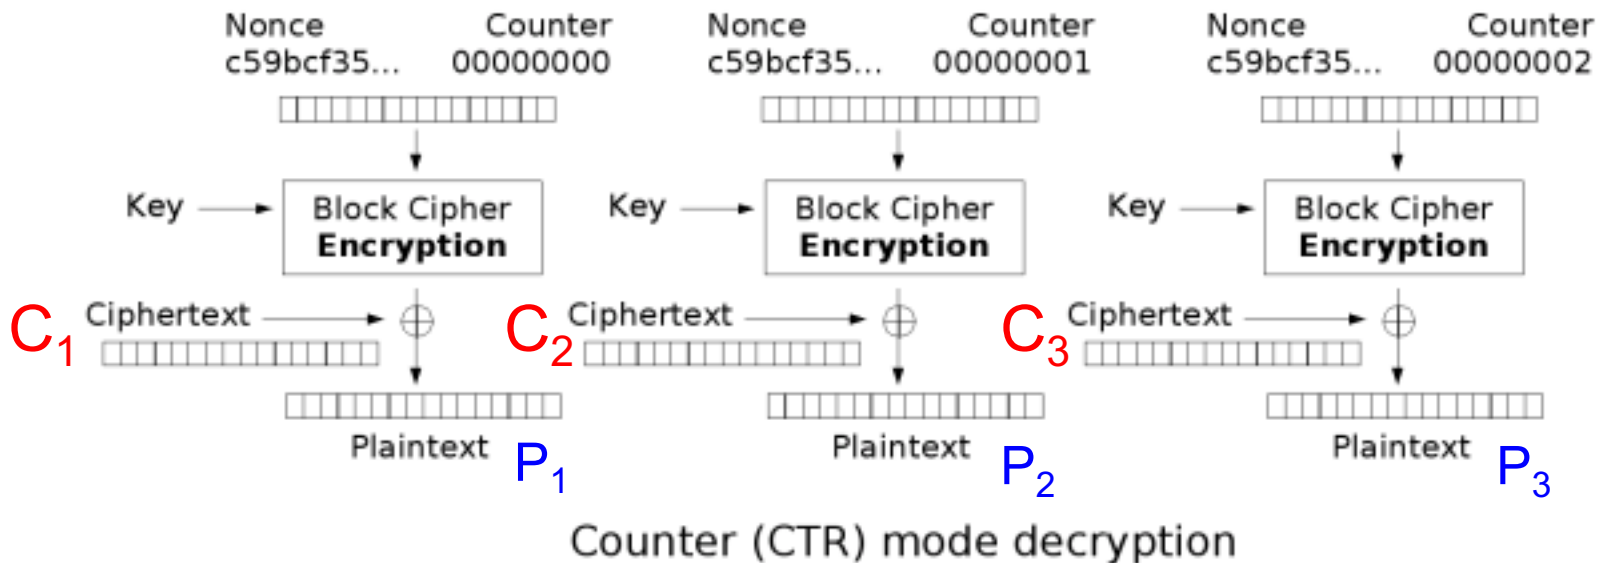 Nonce Counter Nonce Counter Nonce Counter
c59bcf35... 00000000 c59bcf35... 00000001 c59bcf35... 00000002
Key Block Cipher Key Block Cipher Key Block Cipher
Encryption Encryption Encryption
C1 Ciphertext C2 Ciphertext C3 Ciphertext
Plaintext P1 Plaintext P2 Plaintext P3
Counter (CTR) mode decryption